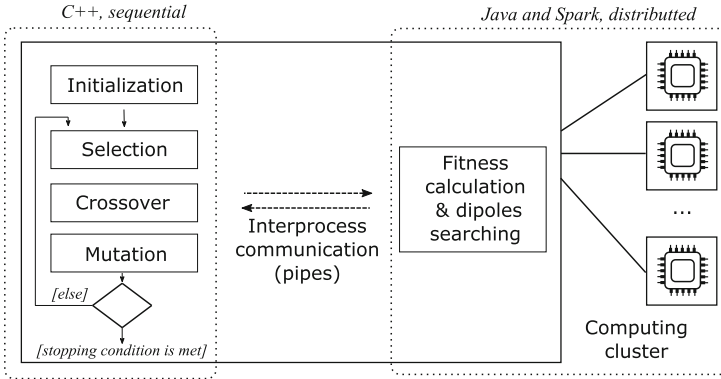 C++, sequential
Java and Spark, distributted
Initialization
Selection
Crossover
Mutation
[else]
[stopping condition is met]
Interprocess
communication
(pipes)
Fitness
calculation
& dipoles
searching
...
Computing
cluster